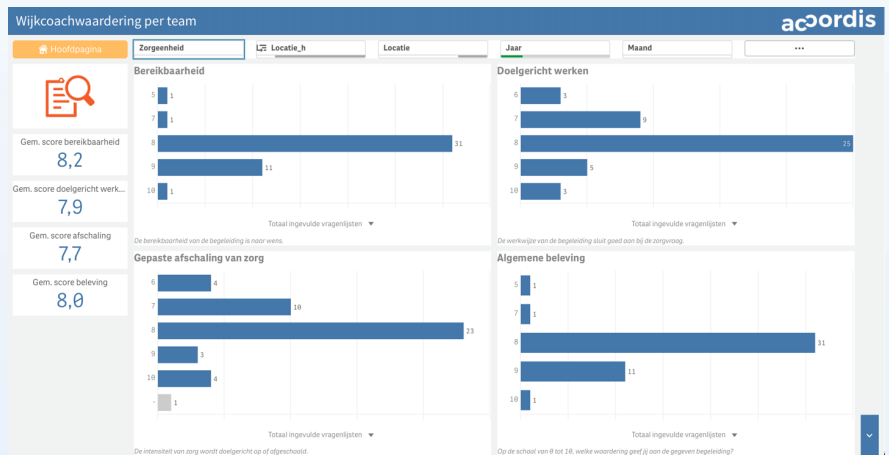 Wijkcoachwaardering per team
accordis
Hoofdpagina
Zorgeenheid
Locatie_h
Locatie
Jaar
Maand
...
Gem. score bereikbaarheid
8,2
Gem. score doelgericht werk...
7,9
Gem. score afschaling
7,7
Gem. score beleving
8,0
Bereikbaarheid
5 1
7 1
8 31
9 11
10 1
Totaal ingevulde vragenlijsten
De bereikbaarheid van de begeleiding is naar wens.
Doelgericht werken
6 3
7 9
8 25
9 5
10 3
Totaal ingevulde vragenlijsten
De werkwijze van de begeleiding sluit goed aan bij de zorgvraag.
Gepaste afschaling van zorg
6 4
7 10
8 23
9 3
10 4
- 1
Totaal ingevulde vragenlijsten
De intensiteit van zorg wordt doelgericht op of afgeschaald.
Algemene beleving
5 1
7 1
8 31
9 11
10 1
Totaal ingevulde vragenlijsten
Op de schaal van 0 tot 10, welke waardering geef jij aan de gegeven begeleiding?